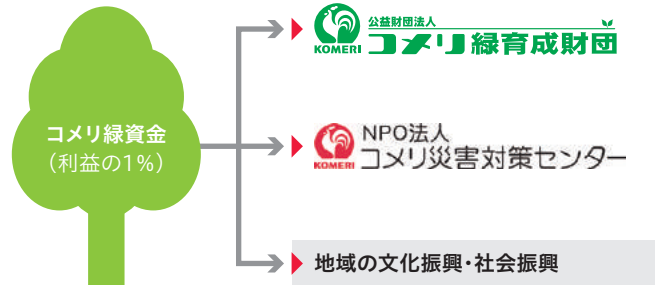 コメリ緑資金
（利益の1％）
KOMERI
公益財団法人
コメリ緑育成財団
KOMERI
NPO法人
コメリ災害対策センター
地域の文化振興・社会振興